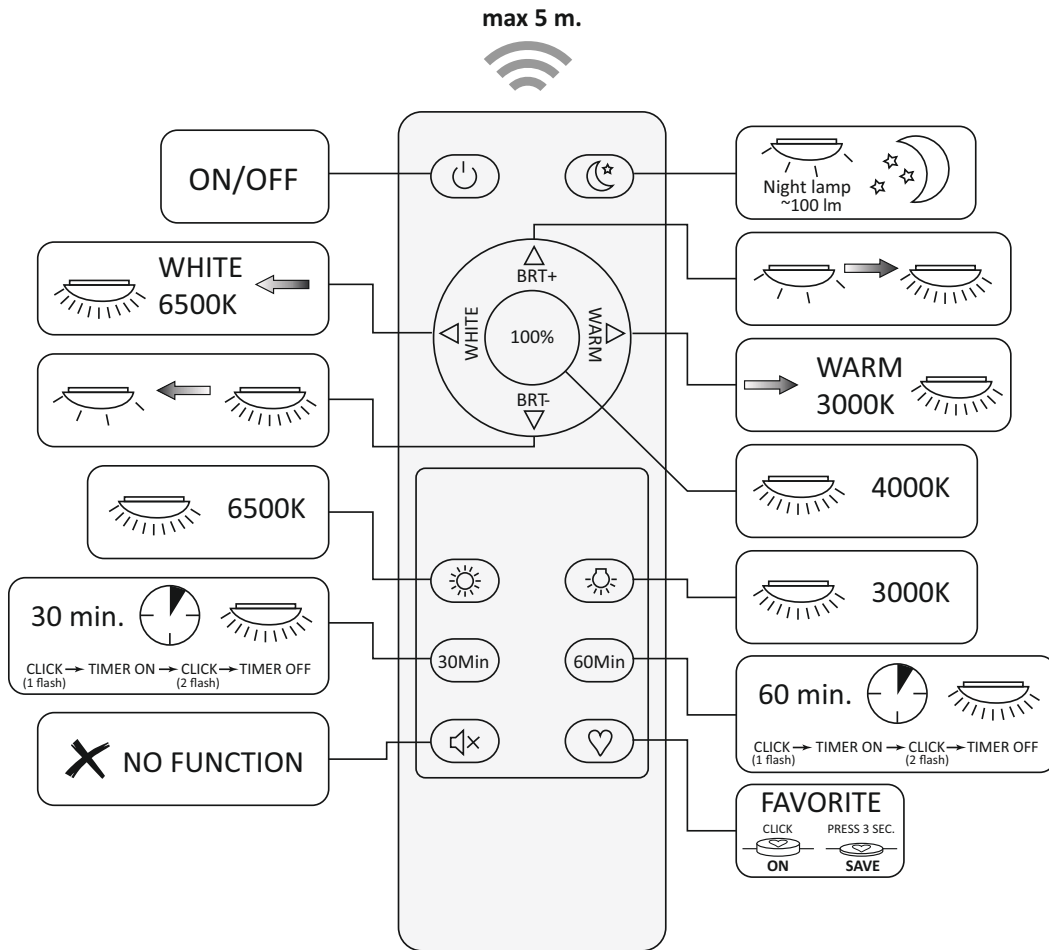 max 5 m.
ON/OFF
Night lamp
~100 lm
WHITE
6500K
BRT+
WHITE
100%
WARM
BRT-
WARM
3000K
6500K
4000K
3000K
30 min.
CLICK → TIMER ON → CLICK → TIMER OFF
(1 flash) (2 flash)
30Min
60Min
60 min.
CLICK → TIMER ON → CLICK → TIMER OFF
(1 flash) (2 flash)
NO FUNCTION
FAVORITE
CLICK PRESS 3 SEC.
ON SAVE